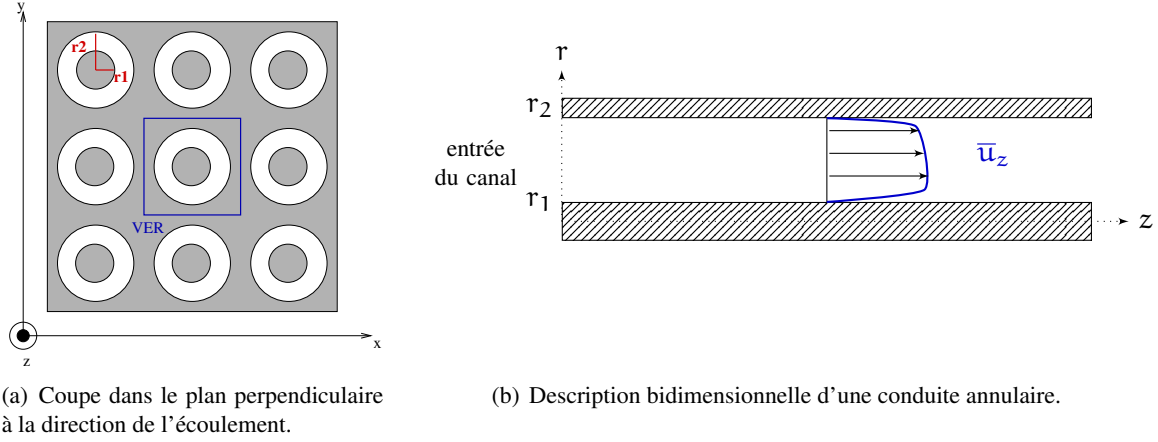 y
r2
r1
VER
x
z
r
r2
entrée
du canal
r1
u̅z
z
(a) Coupe dans le plan perpendiculaire
à la direction de l'écoulement.
(b) Description bidimensionnelle d'une conduite annulaire.